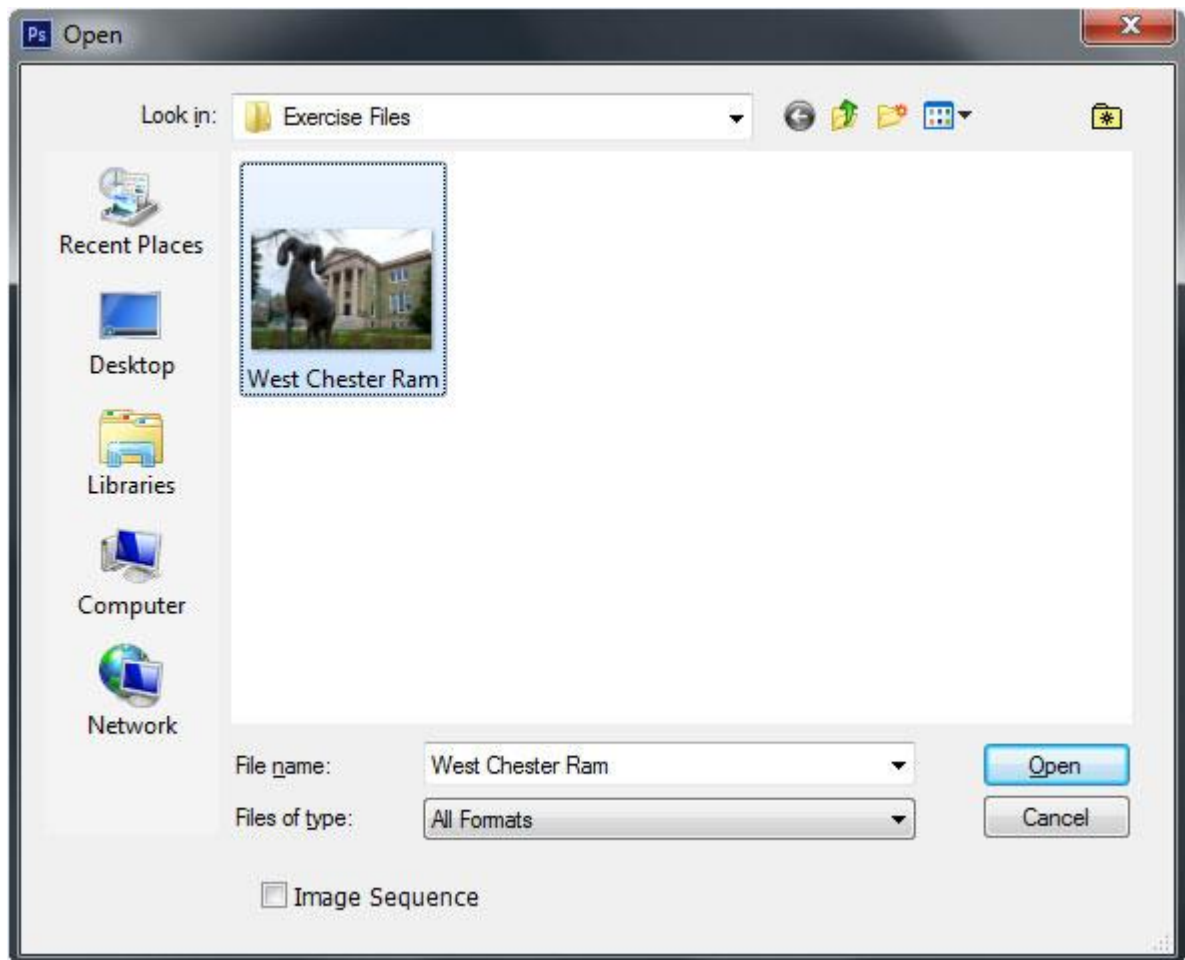 Ps Open
X
Look in: Exercise Files
Recent Places
Desktop
Libraries
Computer
Network
West Chester Ram
File name: West Chester Ram Open
Files of type: All Formats Cancel
Image Sequence